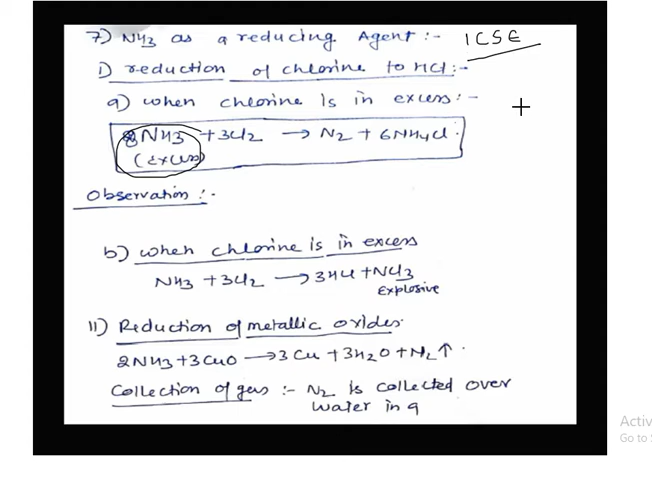 7) NH3 as a reducing Agent :- ICSE
i) reduction of chlorine to HCl :-
a) when chlorine is in excess :-
8NH3 + 3Cl2 → N2 + 6NH4Cl.
(Excess)
Observation :-
b) when chlorine is in excess
NH3 + 3Cl2 → 3HCl + NCl3
Explosive
II) Reduction of metallic oxides.
2NH3 + 3CuO → 3Cu + 3H2O + N2 ↑.
Collection of gas :- N2 is collected over
water in a
Activ
Go to S